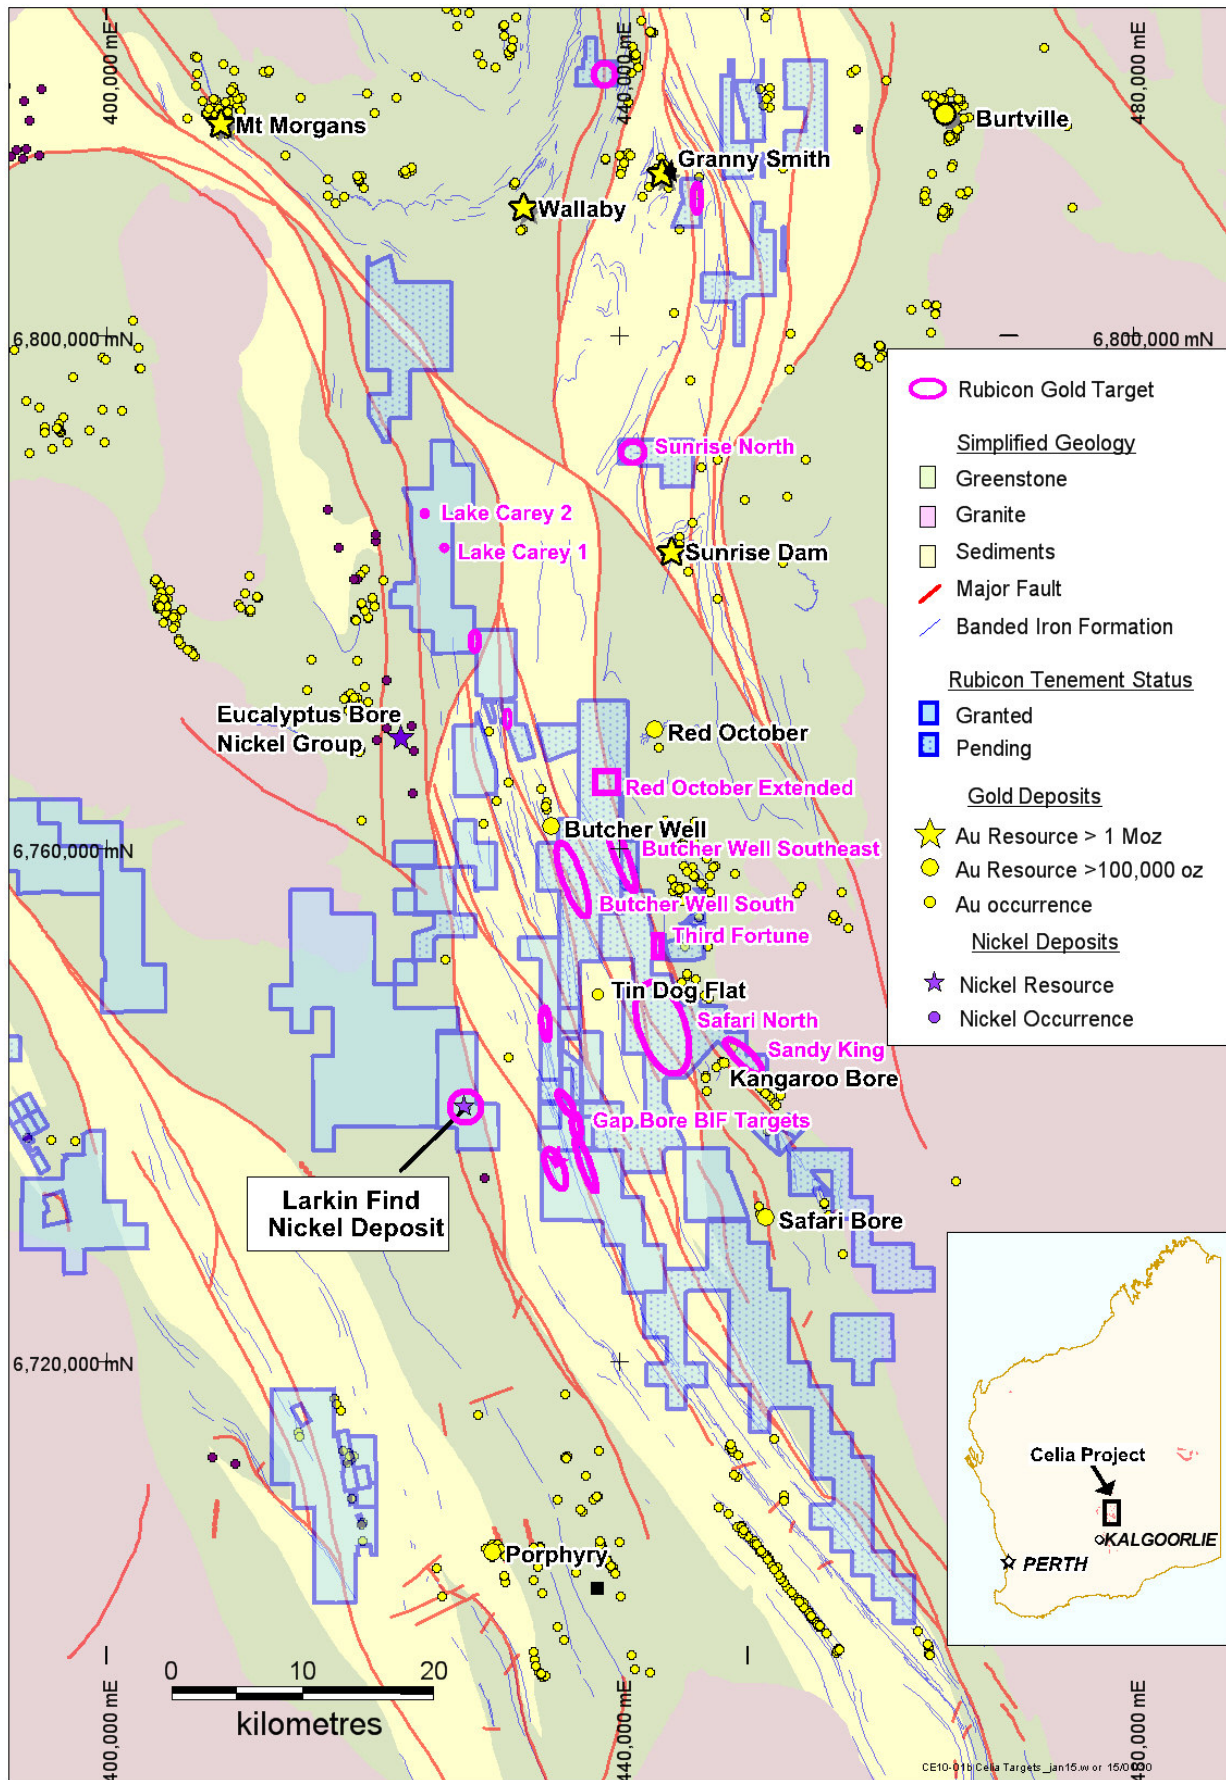 400,000 mE
440,000 mE
480,000 mE
Mt Morgans
Burtville
Granny Smith
Wallaby
6,800,000 mN
6,800,000 mN
Rubicon Gold Target
Simplified Geology
Greenstone
Granite
Sediments
Major Fault
Banded Iron Formation
Rubicon Tenement Status
Granted
Pending
Gold Deposits
Au Resource > 1 Moz
Au Resource >100,000 oz
Au occurrence
Nickel Deposits
Nickel Resource
Nickel Occurrence
Sunrise North
Lake Carey 2
Lake Carey 1
Sunrise Dam
Eucalyptus Bore
Nickel Group
Red October
Red October Extended
Butcher Well
6,760,000 mN
Butcher Well Southeast
Butcher Well South
Third Fortune
Tin Dog Flat
Safari North
Sandy King
Kangaroo Bore
Gap Bore BIF Targets
Larkin Find
Nickel Deposit
Safari Bore
6,720,000 mN
Celia Project
KALGOORLIE
PERTH
Porphyry
0 10 20
kilometres
400,000 mE
440,000 mE
480,000 mE
CE10-01b Celia Targets_jan15.wor